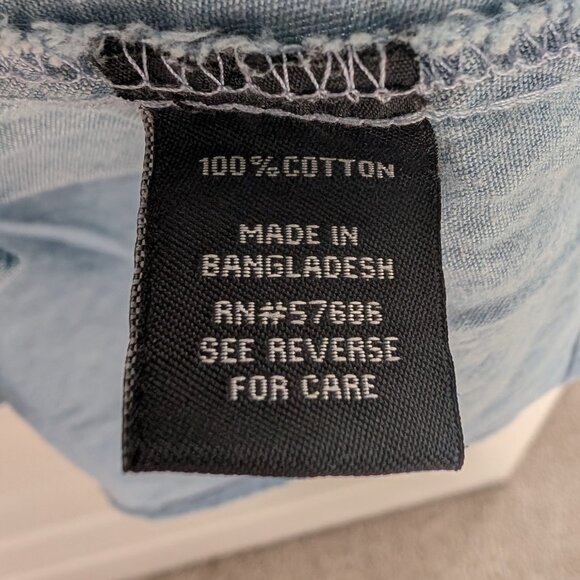 100%COTTON
MADE IN
BANGLADESH
RN#57686
SEE REVERSE
FOR CARE